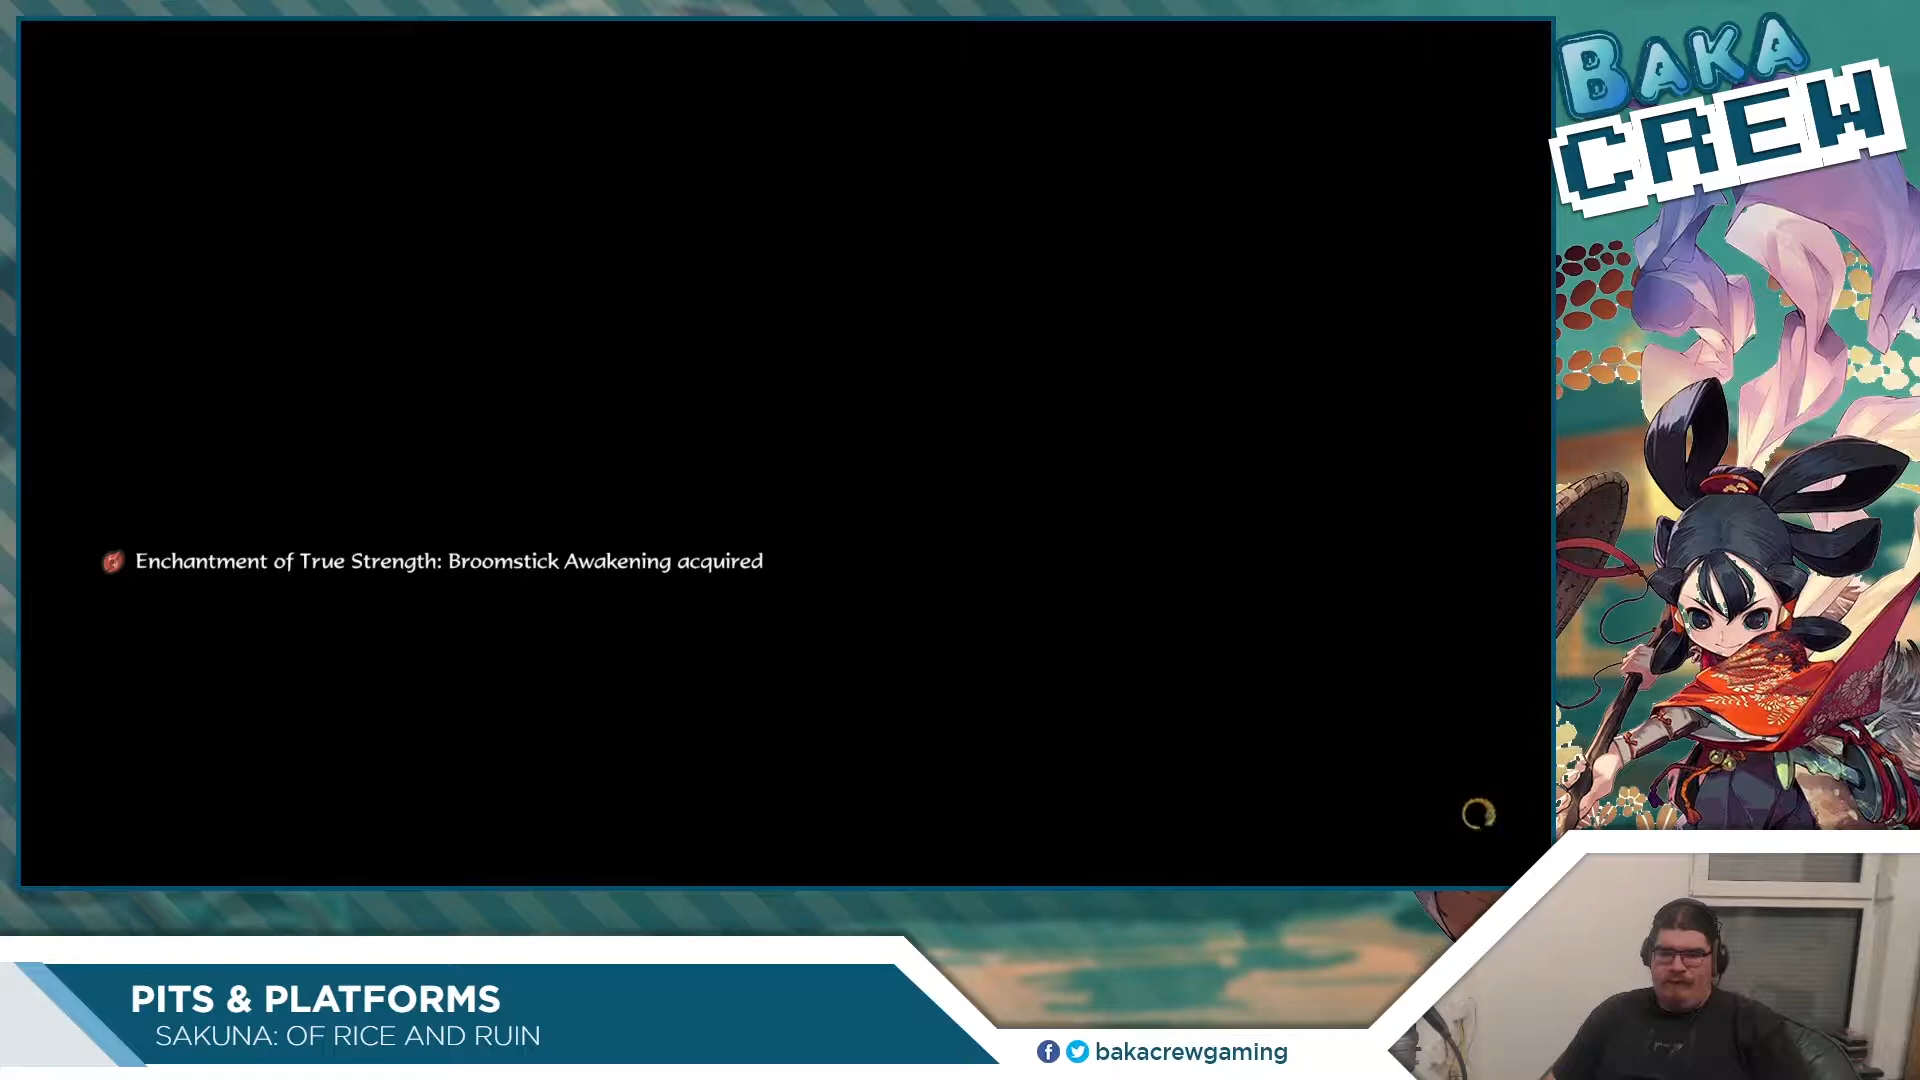 BAKA
CREW
Enchantment of True Strength: Broomstick Awakening acquired
PITS & PLATFORMS
SAKUNA: OF RICE AND RUIN
bakacrewgaming